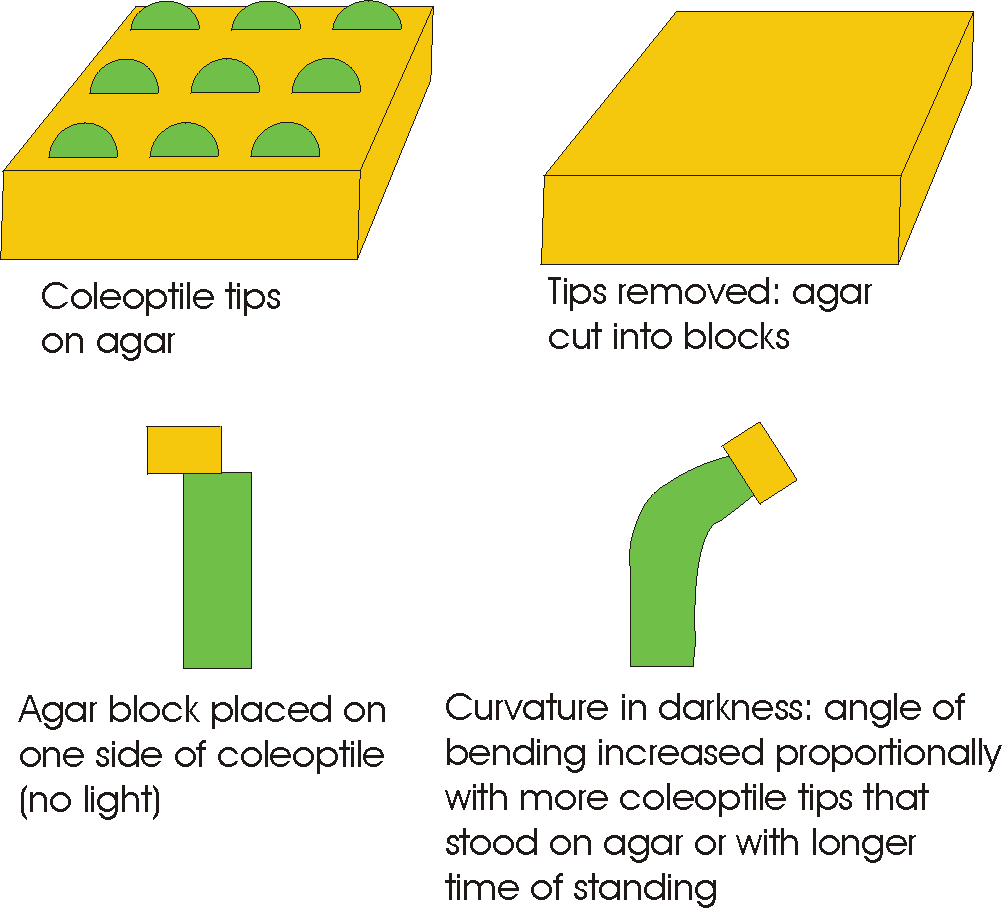 Coleoptile tips
on agar
Tips removed: agar
cut into blocks
Agar block placed on
one side of coleoptile
(no light)
Curvature in darkness: angle of
bending increased proportionally
with more coleoptile tips that
stood on agar or with longer
time of standing